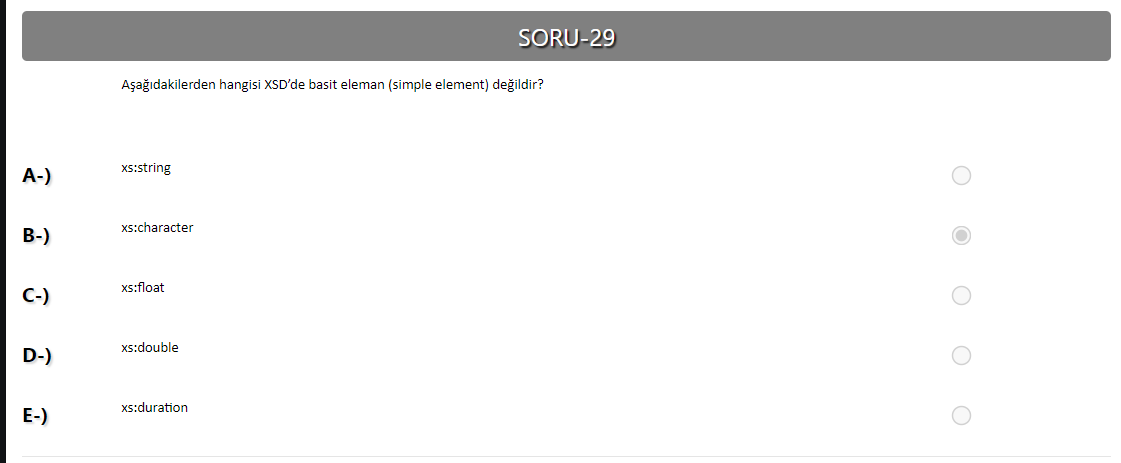 SORU-29
Aşağıdakilerden hangisi XSD’de basit eleman (simple element) değildir?
A-) xs:string
B-) xs:character
C-) xs:float
D-) xs:double
E-) xs:duration